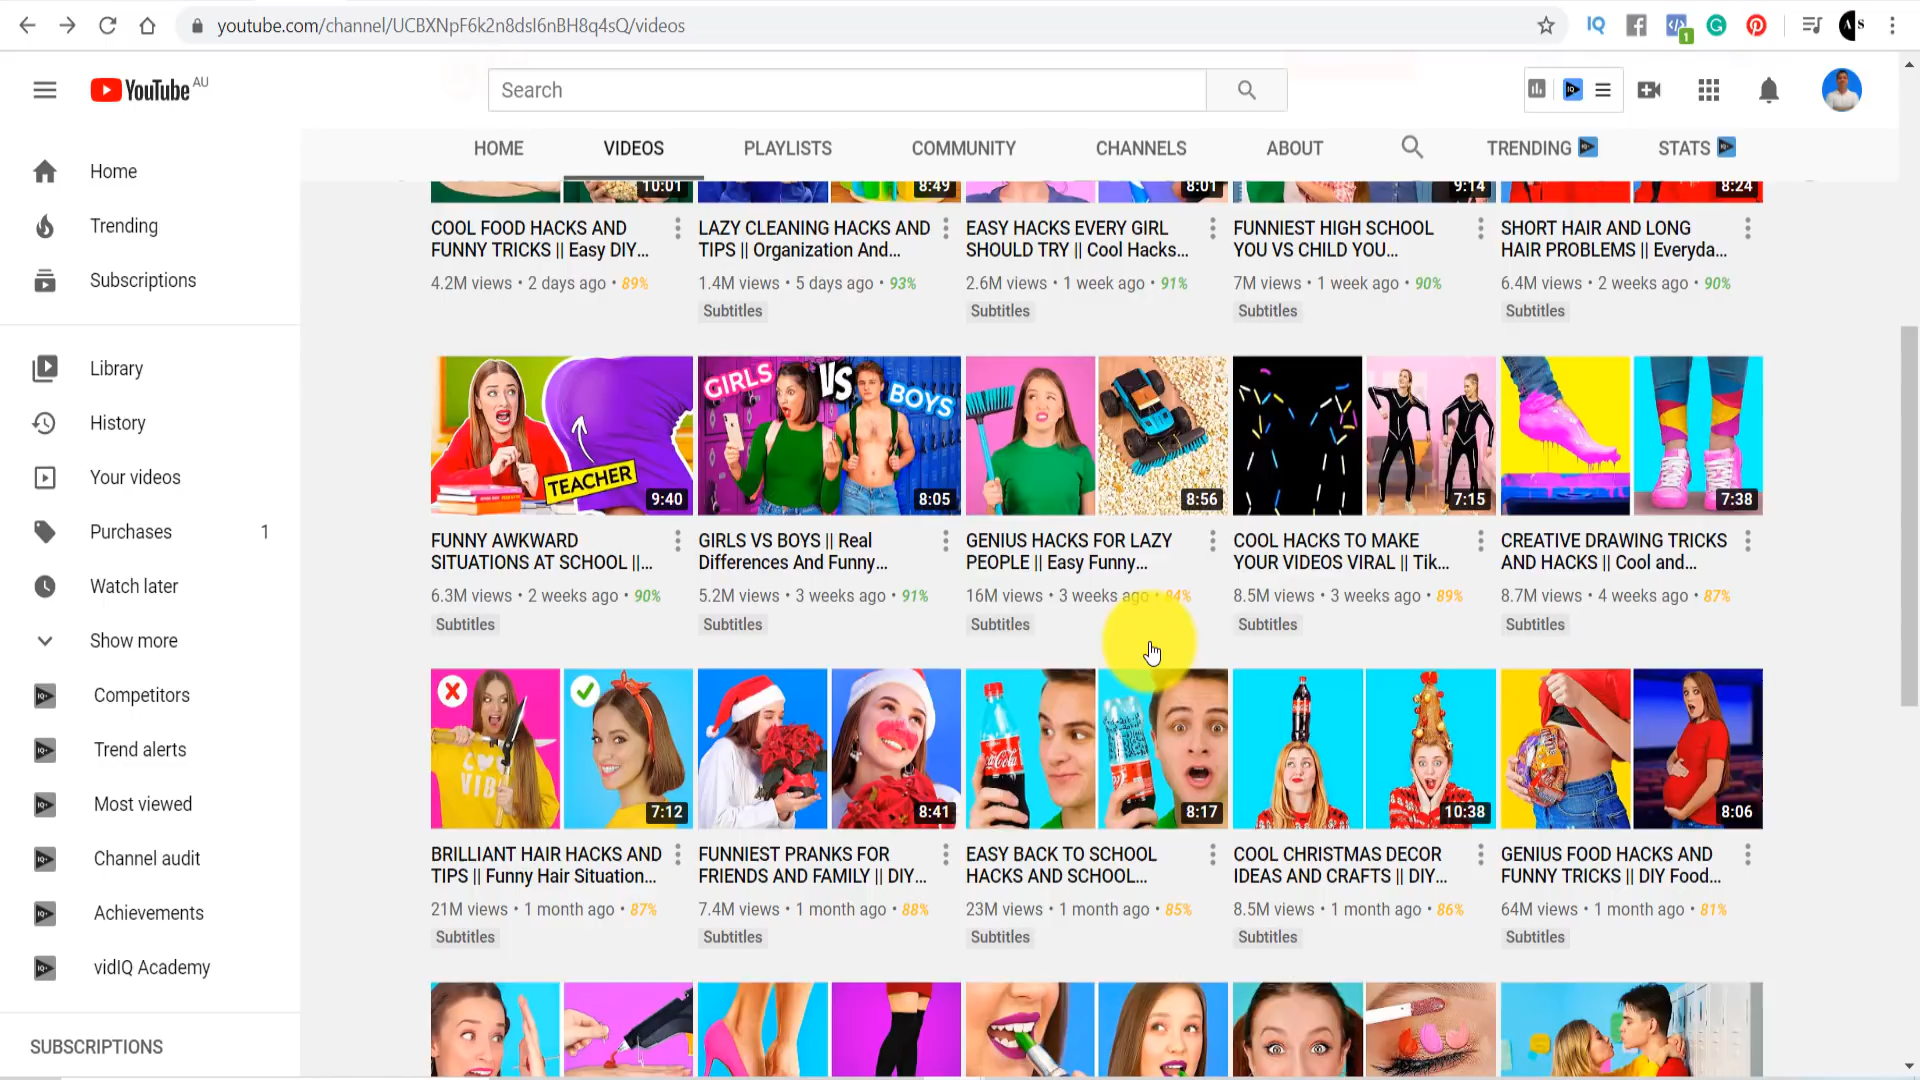 youtube.com/channel/UCBXNpF6k2n8dsI6nBH8q4sQ/videos
1
A S
YouTube AU
Search
HOME VIDEOS PLAYLISTS COMMUNITY CHANNELS ABOUT TRENDING STATS
Home
Trending
Subscriptions
Library
History
Your videos
Purchases 1
Watch later
Show more
Competitors
Trend alerts
Most viewed
Channel audit
Achievements
vidIQ Academy
SUBSCRIPTIONS
10:01 8:49 8:01 9:14 8:24
COOL FOOD HACKS AND
FUNNY TRICKS || Easy DIY...
4.2M views • 2 days ago • 89%
LAZY CLEANING HACKS AND
TIPS || Organization And...
1.4M views • 5 days ago • 93%
Subtitles
EASY HACKS EVERY GIRL
SHOULD TRY || Cool Hacks...
2.6M views • 1 week ago • 91%
Subtitles
FUNNIEST HIGH SCHOOL
YOU VS CHILD YOU...
7M views • 1 week ago • 90%
Subtitles
SHORT HAIR AND LONG
HAIR PROBLEMS || Everyda...
6.4M views • 2 weeks ago • 90%
Subtitles
TEACHER
9:40
FUNNY AWKWARD
SITUATIONS AT SCHOOL ||...
6.3M views • 2 weeks ago • 90%
Subtitles
GIRLS VS BOYS
8:05
GIRLS VS BOYS || Real
Differences And Funny...
5.2M views • 3 weeks ago • 91%
Subtitles
8:56
GENIUS HACKS FOR LAZY
PEOPLE || Easy Funny...
16M views • 3 weeks ago • 84%
Subtitles
7:15
COOL HACKS TO MAKE
YOUR VIDEOS VIRAL || Tik...
8.5M views • 3 weeks ago • 89%
Subtitles
7:38
CREATIVE DRAWING TRICKS
AND HACKS || Cool and...
8.7M views • 4 weeks ago • 87%
Subtitles
7:12
BRILLIANT HAIR HACKS AND
TIPS || Funny Hair Situation...
21M views • 1 month ago • 87%
Subtitles
8:41
FUNNIEST PRANKS FOR
FRIENDS AND FAMILY || DIY...
7.4M views • 1 month ago • 88%
Subtitles
Coca-Cola
8:17
EASY BACK TO SCHOOL
HACKS AND SCHOOL...
23M views • 1 month ago • 85%
Subtitles
10:38
COOL CHRISTMAS DECOR
IDEAS AND CRAFTS || DIY...
8.5M views • 1 month ago • 86%
Subtitles
8:06
GENIUS FOOD HACKS AND
FUNNY TRICKS || DIY Food...
64M views • 1 month ago • 81%
Subtitles